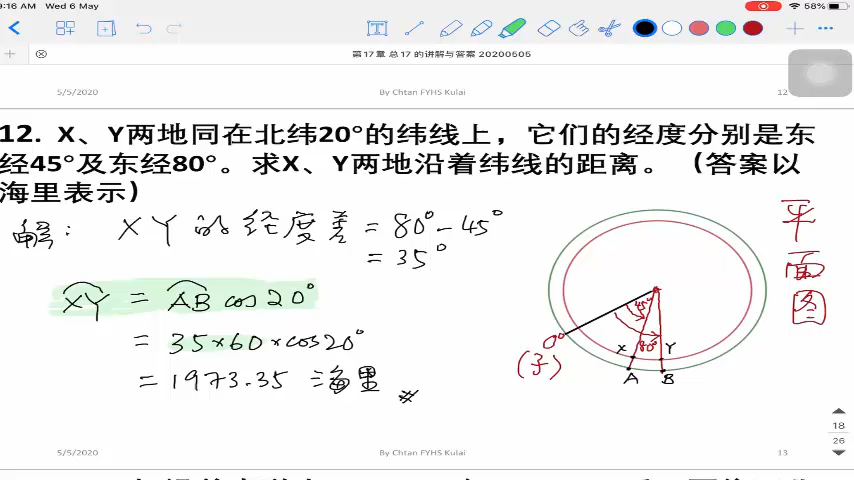 9:16 AM Wed 6 May
58%
第17章 总17 的讲解与答案 20200505
5/5/2020
By Chtan FYHS Kulai
12
12. X、Y两地同在北纬20°的纬线上，它们的经度分别是东
经45°及东经80°。求X、Y两地沿着纬线的距离。（答案以
海里表示）
解： XY 的经度差 = 80° - 45°
= 35°
XY = AB cos 20°
= 35×60×cos20°
= 1973.35 海里
平面图
45°
80°
0°
(子)
X
Y
A
B
18
26
5/5/2020
By Chtan FYHS Kulai
13